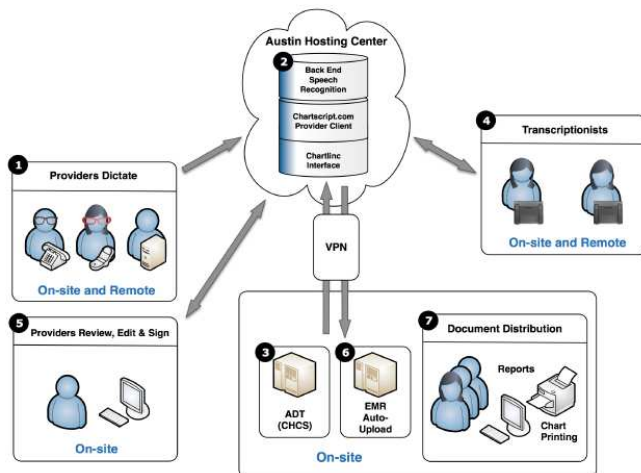 Austin Hosting Center
2
Back End
Speech
Recognition
Chartscript.com
Provider Client
Chartlinc
Interface
1
Providers Dictate
On-site and Remote
4
Transcriptionists
On-site and Remote
VPN
5
Providers Review, Edit & Sign
On-site
3
ADT
(CHCS)
6
EMR
Auto-
Upload
On-site
7
Document Distribution
Reports
Chart
Printing